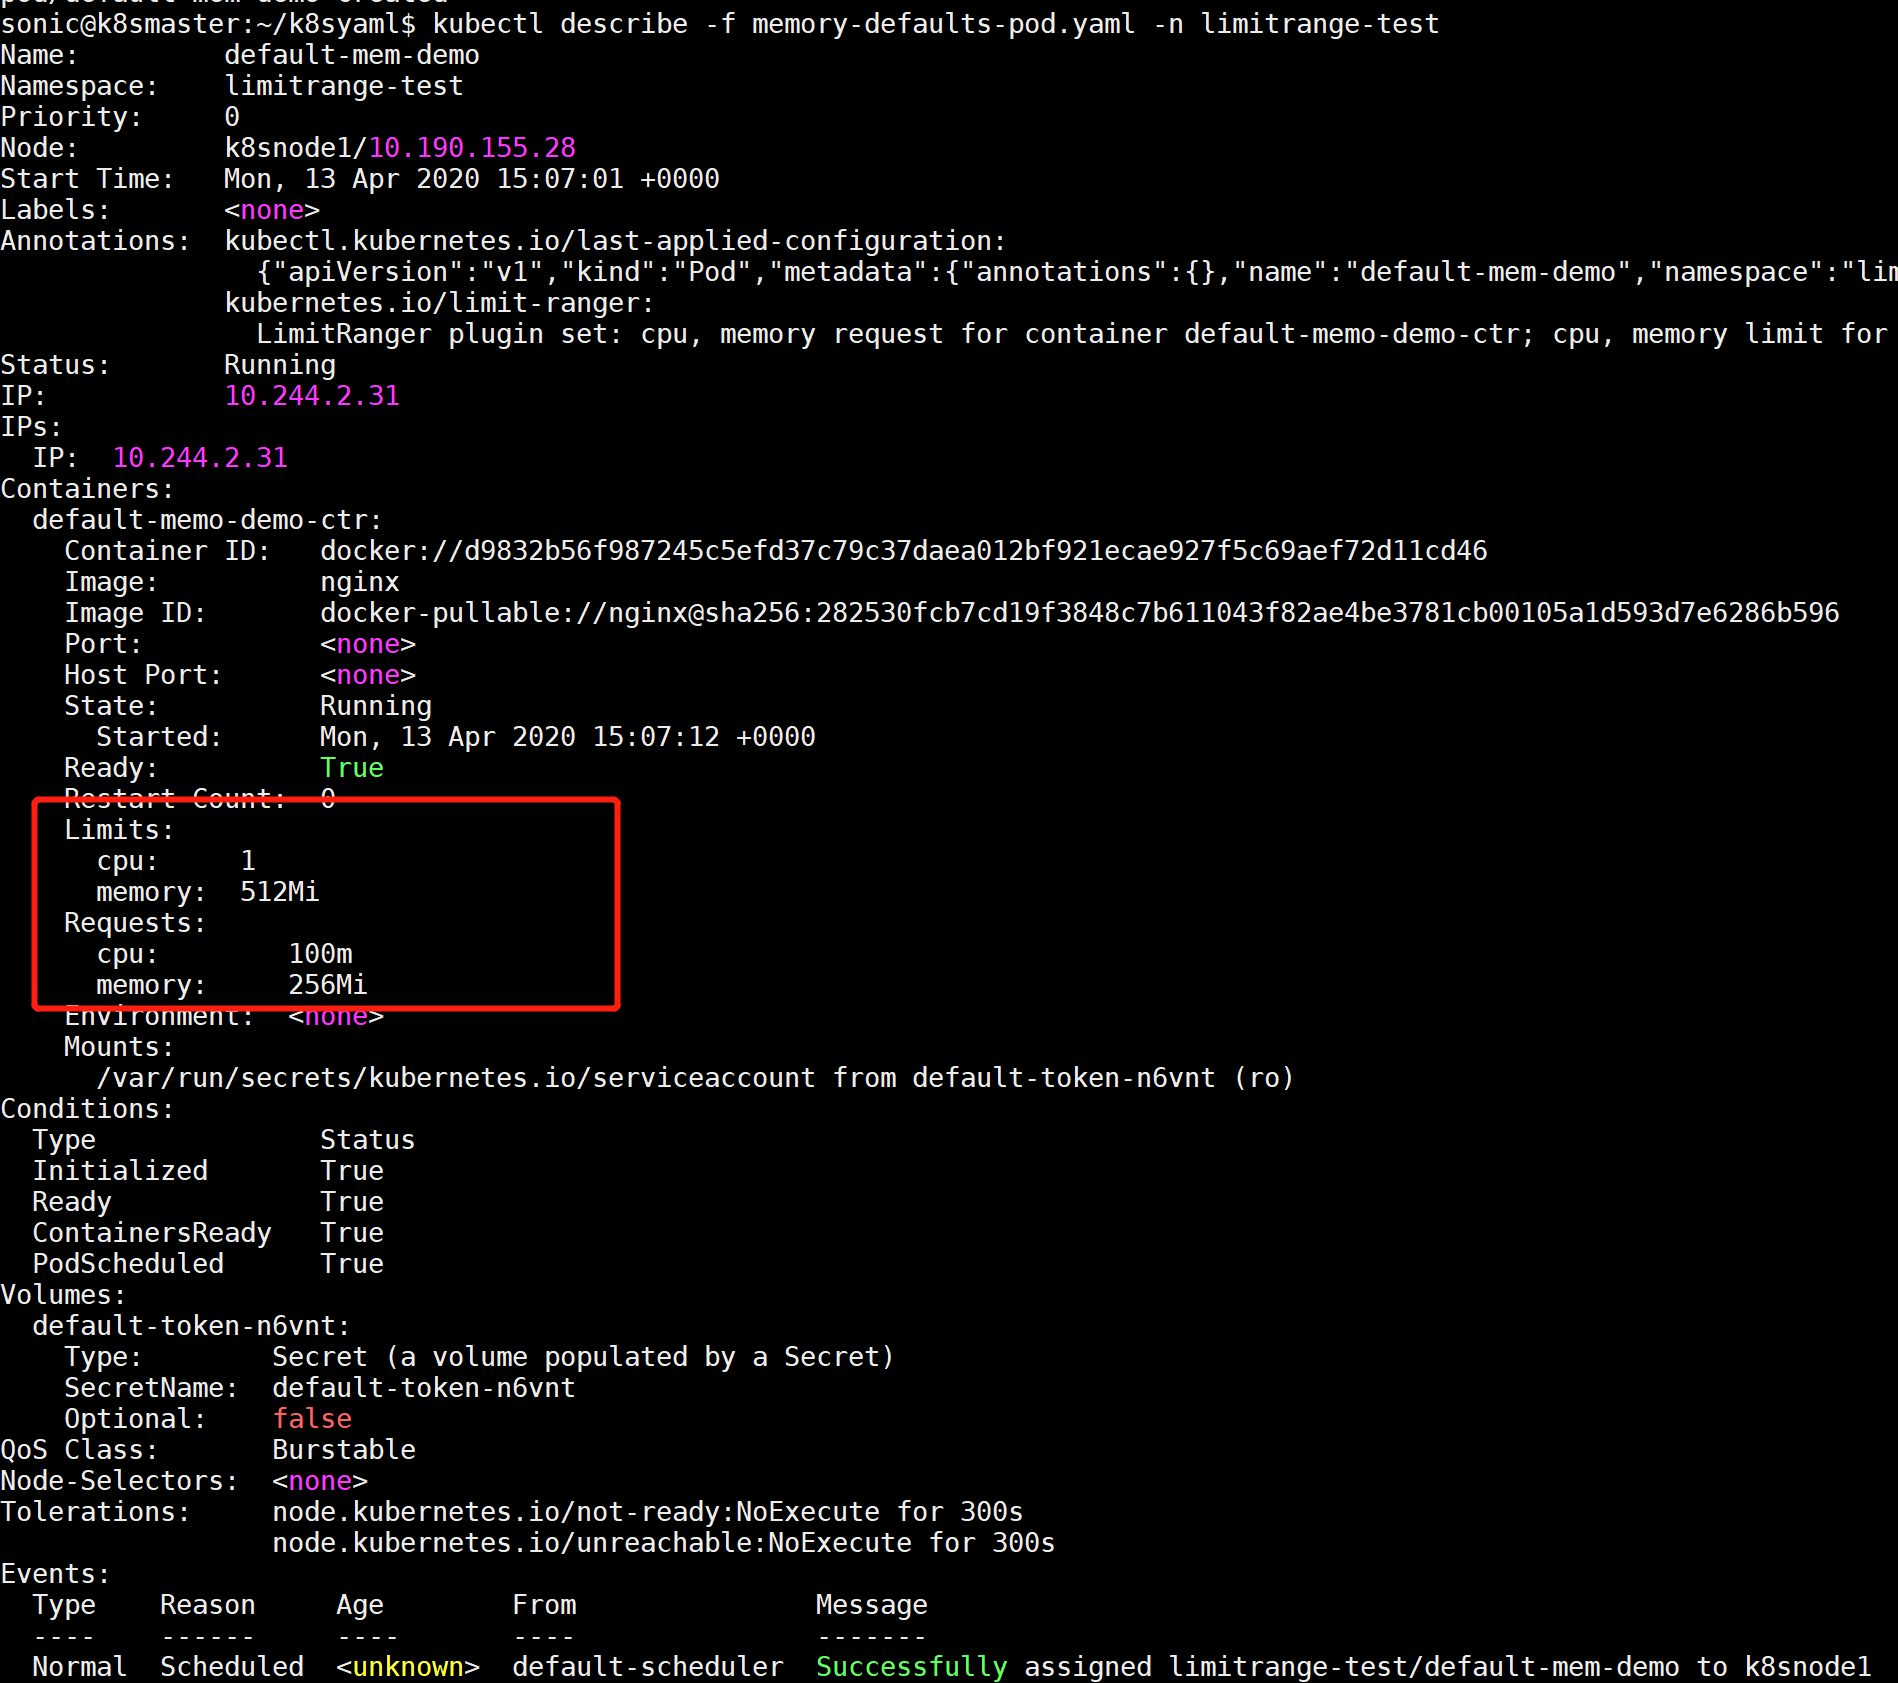 pod/default-mem-demo created
sonic@k8smaster:~/k8syaml$ kubectl describe -f memory-defaults-pod.yaml -n limitrange-test
Name:         default-mem-demo
Namespace:    limitrange-test
Priority:     0
Node:         k8snode1/10.190.155.28
Start Time:   Mon, 13 Apr 2020 15:07:01 +0000
Labels:       <none>
Annotations:  kubectl.kubernetes.io/last-applied-configuration:
                {"apiVersion":"v1","kind":"Pod","metadata":{"annotations":{},"name":"default-mem-demo","namespace":"lim
              kubernetes.io/limit-ranger:
                LimitRanger plugin set: cpu, memory request for container default-memo-demo-ctr; cpu, memory limit for
Status:       Running
IP:           10.244.2.31
IPs:
  IP:  10.244.2.31
Containers:
  default-memo-demo-ctr:
    Container ID:   docker://d9832b56f987245c5efd37c79c37daea012bf921ecae927f5c69aef72d11cd46
    Image:          nginx
    Image ID:       docker-pullable://nginx@sha256:282530fcb7cd19f3848c7b611043f82ae4be3781cb00105a1d593d7e6286b596
    Port:           <none>
    Host Port:      <none>
    State:          Running
      Started:      Mon, 13 Apr 2020 15:07:12 +0000
    Ready:          True
    Restart Count:  0
    Limits:
      cpu:     1
      memory:  512Mi
    Requests:
      cpu:        100m
      memory:     256Mi
    Environment:  <none>
    Mounts:
      /var/run/secrets/kubernetes.io/serviceaccount from default-token-n6vnt (ro)
Conditions:
  Type              Status
  Initialized       True
  Ready             True
  ContainersReady   True
  PodScheduled      True
Volumes:
  default-token-n6vnt:
    Type:        Secret (a volume populated by a Secret)
    SecretName:  default-token-n6vnt
    Optional:    false
QoS Class:       Burstable
Node-Selectors:  <none>
Tolerations:     node.kubernetes.io/not-ready:NoExecute for 300s
                 node.kubernetes.io/unreachable:NoExecute for 300s
Events:
  Type    Reason     Age        From               Message
  ----    ------     ----       ----               -------
  Normal  Scheduled  <unknown>  default-scheduler  Successfully assigned limitrange-test/default-mem-demo to k8snode1